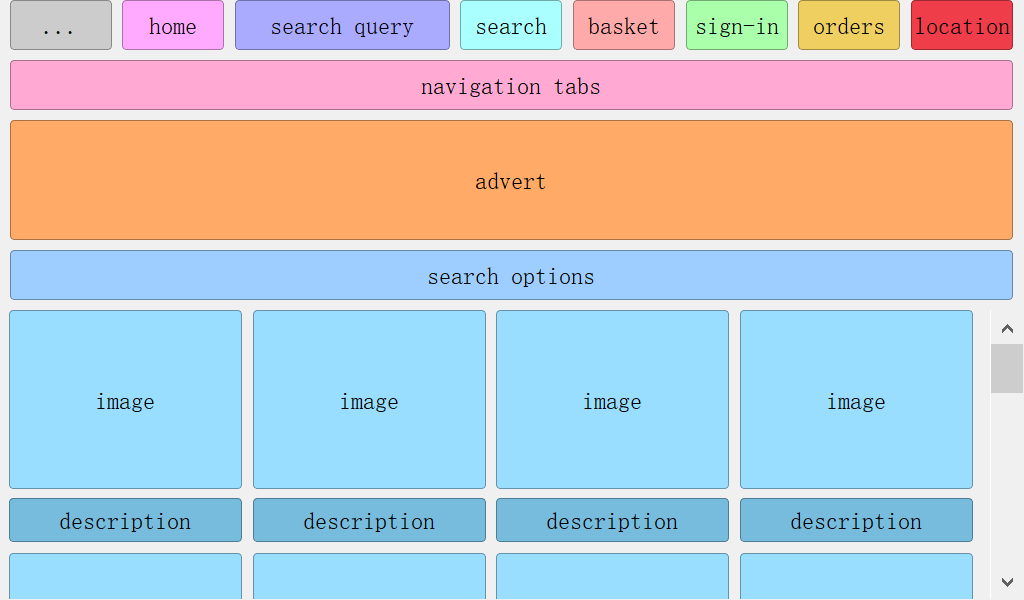 ... home search query search basket sign-in orders location
navigation tabs
advert
search options
image image image image
description description description description